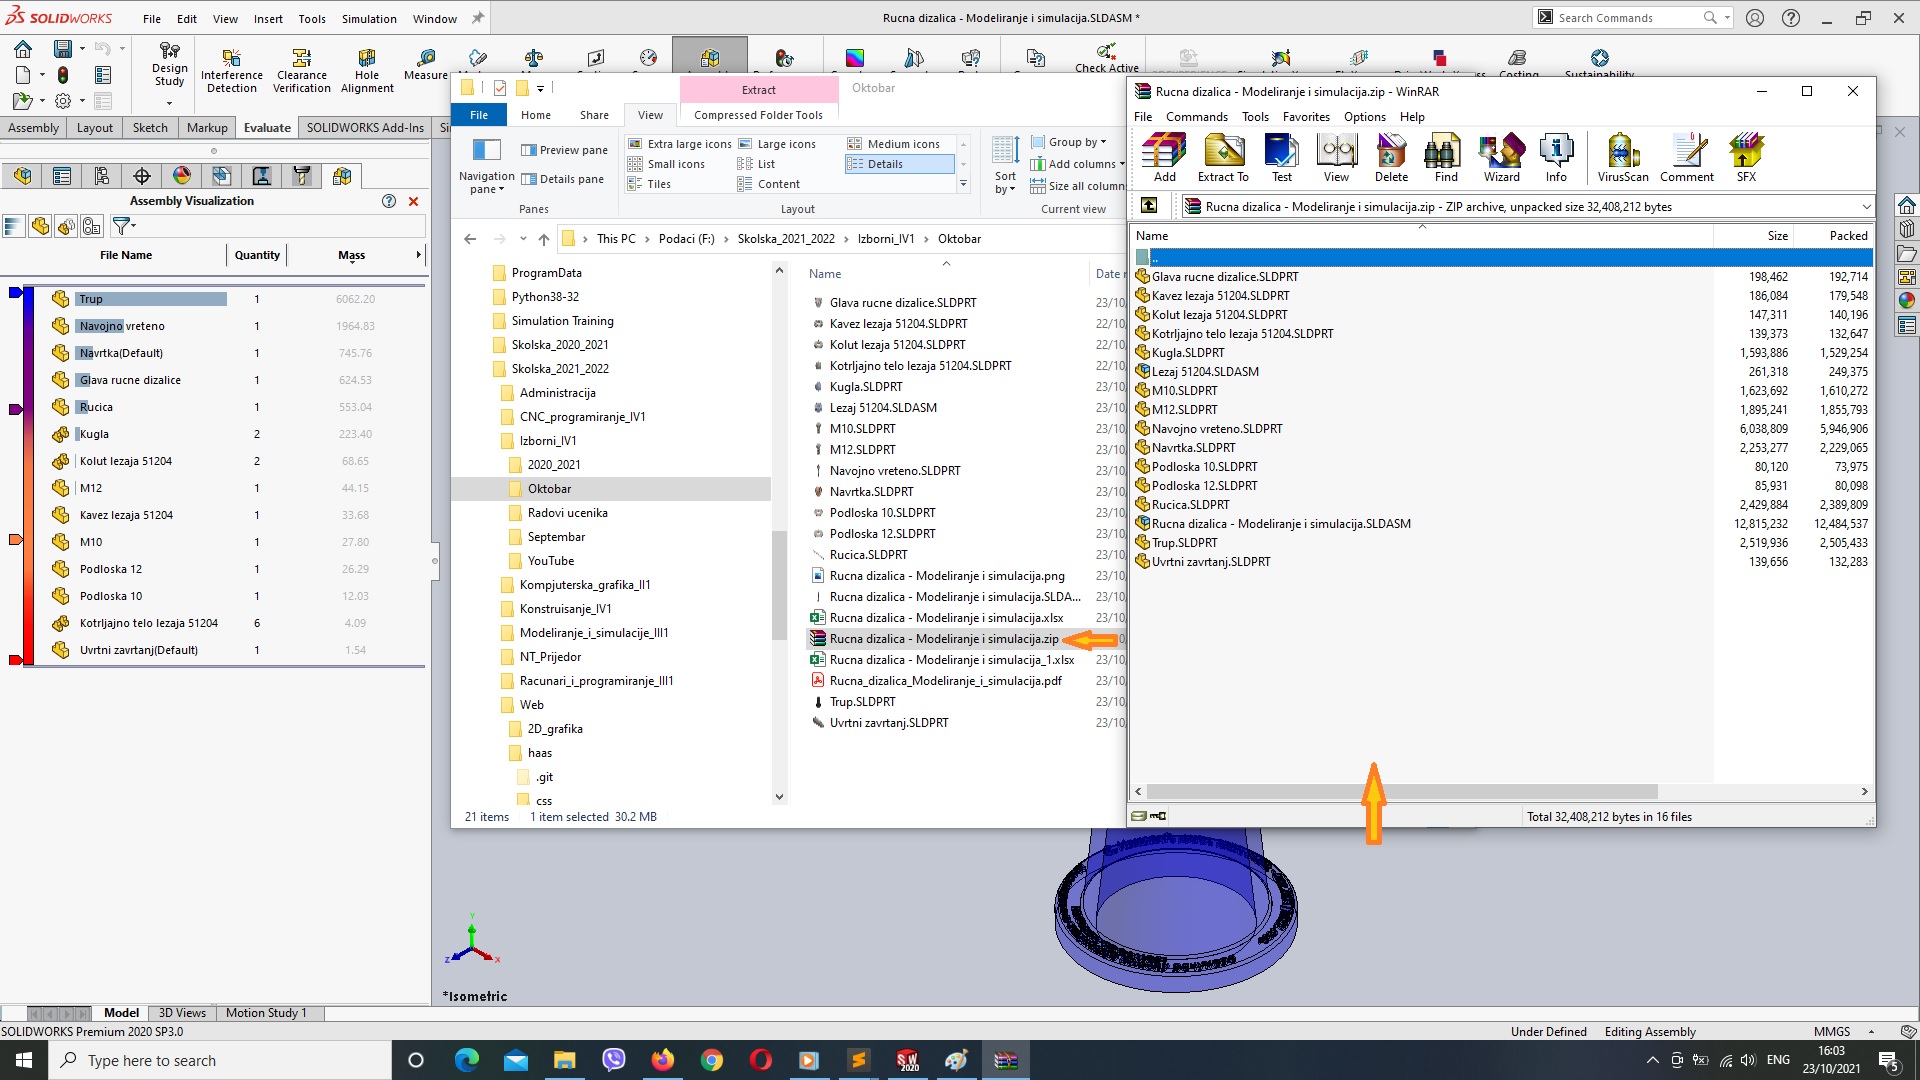 SOLIDWORKS
File Edit View Insert Tools Simulation Window
Rucna dizalica - Modeliranje i simulacija.SLDASM *
Search Commands
Design Study
Interference Detection
Clearance Verification
Hole Alignment
Measure
Check Active
Costing
Sustainability
Assembly Layout Sketch Markup Evaluate SOLIDWORKS Add-Ins
Assembly Visualization
File Name Quantity Mass
Trup 1 6062.20
Navojno vreteno 1 1964.83
Navrtka(Default) 1 745.76
Glava rucne dizalice 1 624.53
Rucica 1 553.04
Kugla 2 223.40
Kolut lezaja 51204 2 68.65
M12 1 44.15
Kavez lezaja 51204 1 33.68
M10 1 27.80
Podloska 12 1 26.29
Podloska 10 1 12.03
Kotrljajno telo lezaja 51204 6 4.09
Uvrtni zavrtanj(Default) 1 1.54
Extract
Oktobar
File Home Share View Compressed Folder Tools
Navigation pane
Preview pane
Details pane
Panes
Extra large icons Large icons Medium icons
Small icons List Details
Tiles Content
Layout
Sort by
Group by
Add columns
Size all column
Current view
This PC Podaci (F:) Skolska_2021_2022 Izborni_IV1 Oktobar
ProgramData
Python38-32
Simulation Training
Skolska_2020_2021
Skolska_2021_2022
Administracija
CNC_programiranje_IV1
Izborni_IV1
2020_2021
Oktobar
Radovi ucenika
Septembar
YouTube
Kompjuterska_grafika_II1
Konstruisanje_IV1
Modeliranje_i_simulacije_III1
NT_Prijedor
Racunari_i_programiranje_III1
Web
2D_grafika
haas
.git
css
Name Date
Glava rucne dizalice.SLDPRT 23/10
Kavez lezaja 51204.SLDPRT 22/10
Kolut lezaja 51204.SLDPRT 22/10
Kotrljajno telo lezaja 51204.SLDPRT 22/10
Kugla.SLDPRT 23/10
Lezaj 51204.SLDASM 23/10
M10.SLDPRT 23/10
M12.SLDPRT 23/10
Navojno vreteno.SLDPRT 23/10
Navrtka.SLDPRT 23/10
Podloska 10.SLDPRT 23/10
Podloska 12.SLDPRT 23/10
Rucica.SLDPRT 23/10
Rucna dizalica - Modeliranje i simulacija.png 23/10
Rucna dizalica - Modeliranje i simulacija.SLDA... 23/10
Rucna dizalica - Modeliranje i simulacija.xlsx 23/10
Rucna dizalica - Modeliranje i simulacija.zip
Rucna dizalica - Modeliranje i simulacija_1.xlsx 23/10
Rucna_dizalica_Modeliranje_i_simulacija.pdf 23/10
Trup.SLDPRT 23/10
Uvrtni zavrtanj.SLDPRT 23/10
21 items 1 item selected 30.2 MB
Rucna dizalica - Modeliranje i simulacija.zip - WinRAR
File Commands Tools Favorites Options Help
Add Extract To Test View Delete Find Wizard Info VirusScan Comment SFX
Rucna dizalica - Modeliranje i simulacija.zip - ZIP archive, unpacked size 32,408,212 bytes
Name Size Packed
..
Glava rucne dizalice.SLDPRT 198,462 192,714
Kavez lezaja 51204.SLDPRT 186,084 179,548
Kolut lezaja 51204.SLDPRT 147,311 140,196
Kotrljajno telo lezaja 51204.SLDPRT 139,373 132,647
Kugla.SLDPRT 1,593,886 1,529,254
Lezaj 51204.SLDASM 261,318 249,375
M10.SLDPRT 1,623,692 1,610,272
M12.SLDPRT 1,895,241 1,855,793
Navojno vreteno.SLDPRT 6,038,809 5,946,906
Navrtka.SLDPRT 2,253,277 2,229,065
Podloska 10.SLDPRT 80,120 73,975
Podloska 12.SLDPRT 85,931 80,098
Rucica.SLDPRT 2,429,884 2,389,809
Rucna dizalica - Modeliranje i simulacija.SLDASM 12,815,232 12,484,537
Trup.SLDPRT 2,519,936 2,505,433
Uvrtni zavrtanj.SLDPRT 139,656 132,283
Total 32,408,212 bytes in 16 files
Y
Z X
*Isometric
Model 3D Views Motion Study 1
SOLIDWORKS Premium 2020 SP3.0
Under Defined Editing Assembly MMGS
Type here to search
ENG
16:03
23/10/2021
5